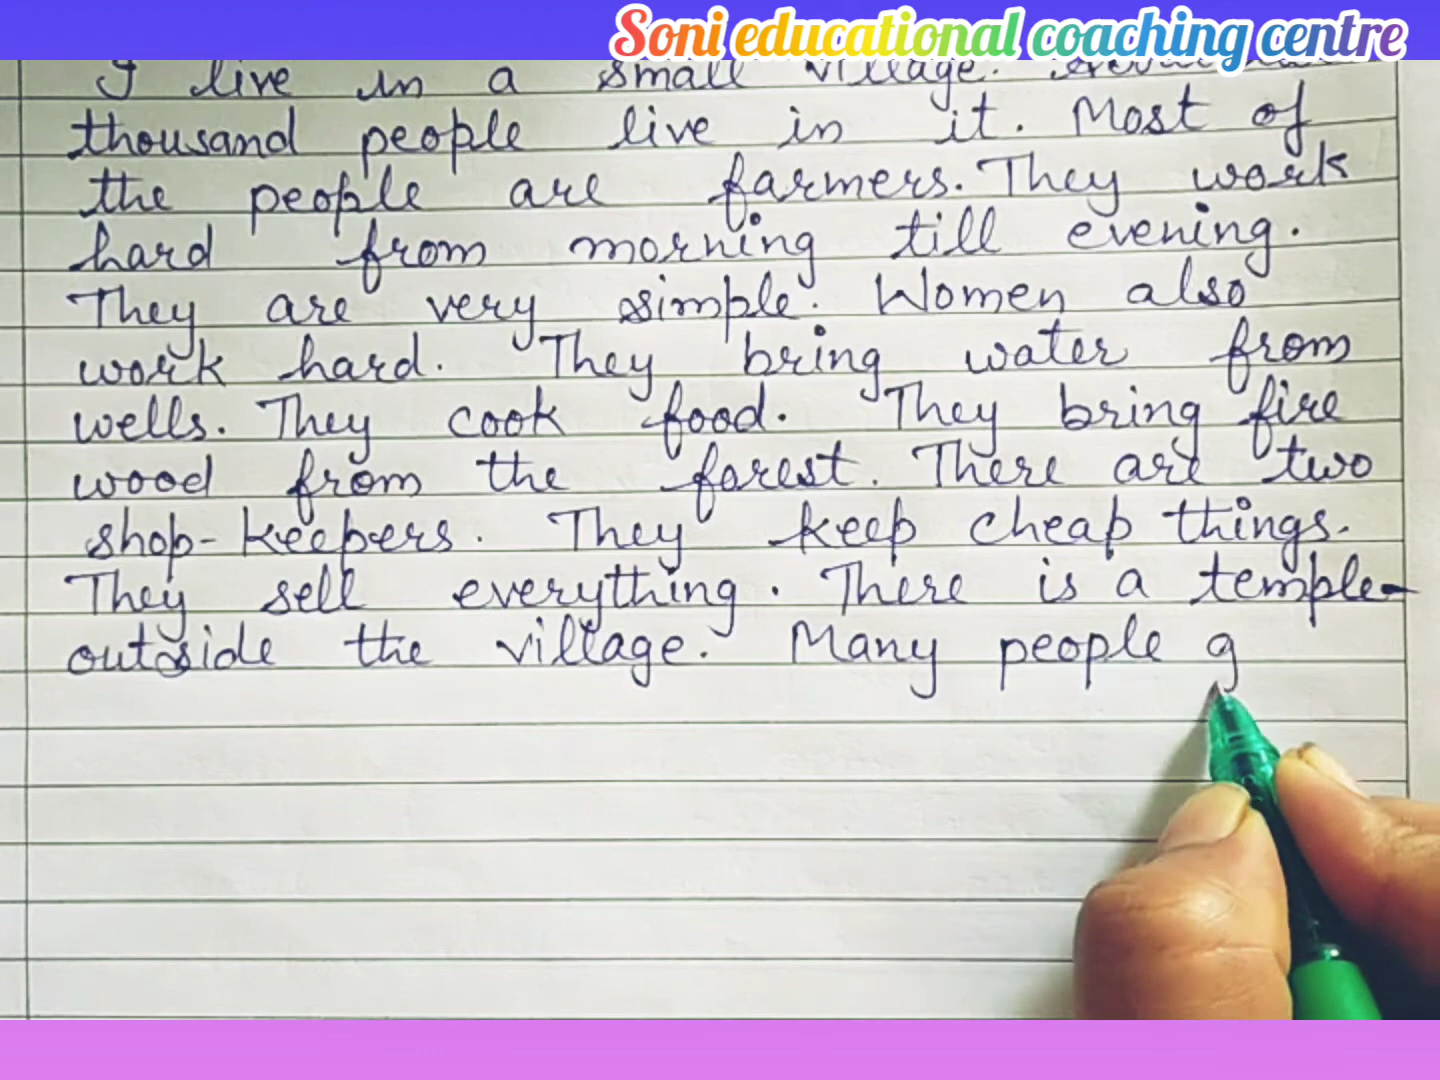 Soni educational coaching centre
I live in a small village.
thousand people live in it. Most of
the people are farmers. They work
hard from morning till evening.
They are very simple. Women also
work hard. They bring water from
wells. They cook food. They bring fire
wood from the forest. There are two
shop-keepers. They keep cheap things.
They sell everything. There is a temple
outside the village. Many people g